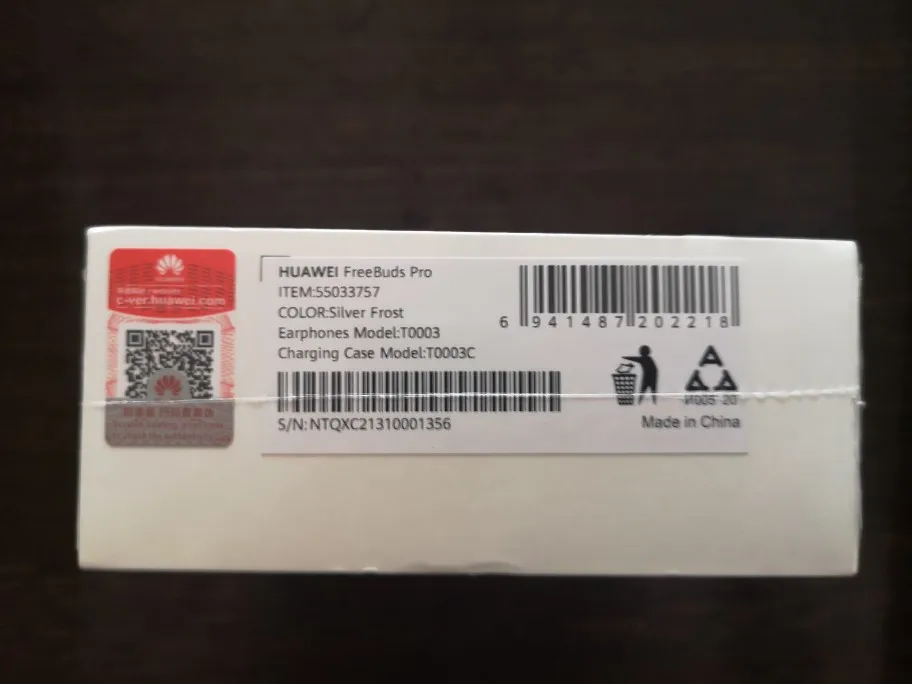 HUAWEI
c-ver.huawei.com
HUAWEI FreeBuds Pro
ITEM:55033757
COLOR:Silver Frost
Earphones Model:T0003
Charging Case Model:T0003C
S/N:NTQXC21310001356
6 941487 202218
Made in China